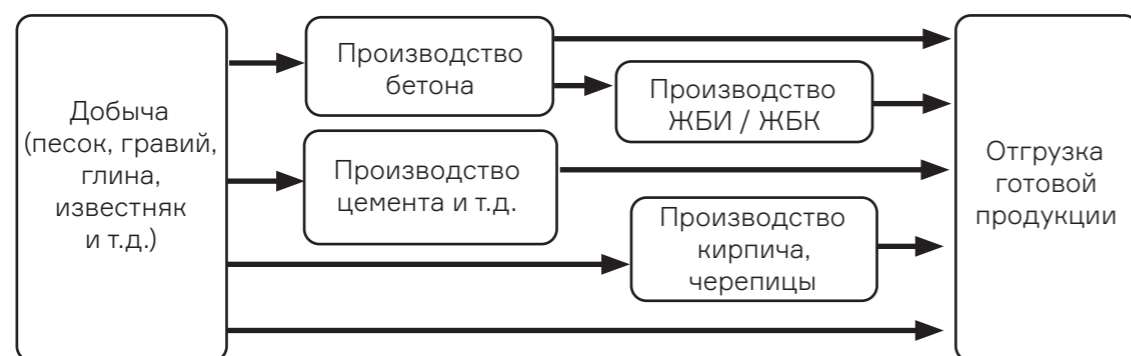 Добыча
(песок, гравий,
глина,
известняк
и т.д.)
Производство
бетона
Производство
ЖБИ / ЖБК
Производство
цемента и т.д.
Производство
кирпича,
черепицы
Отгрузка
готовой
продукции